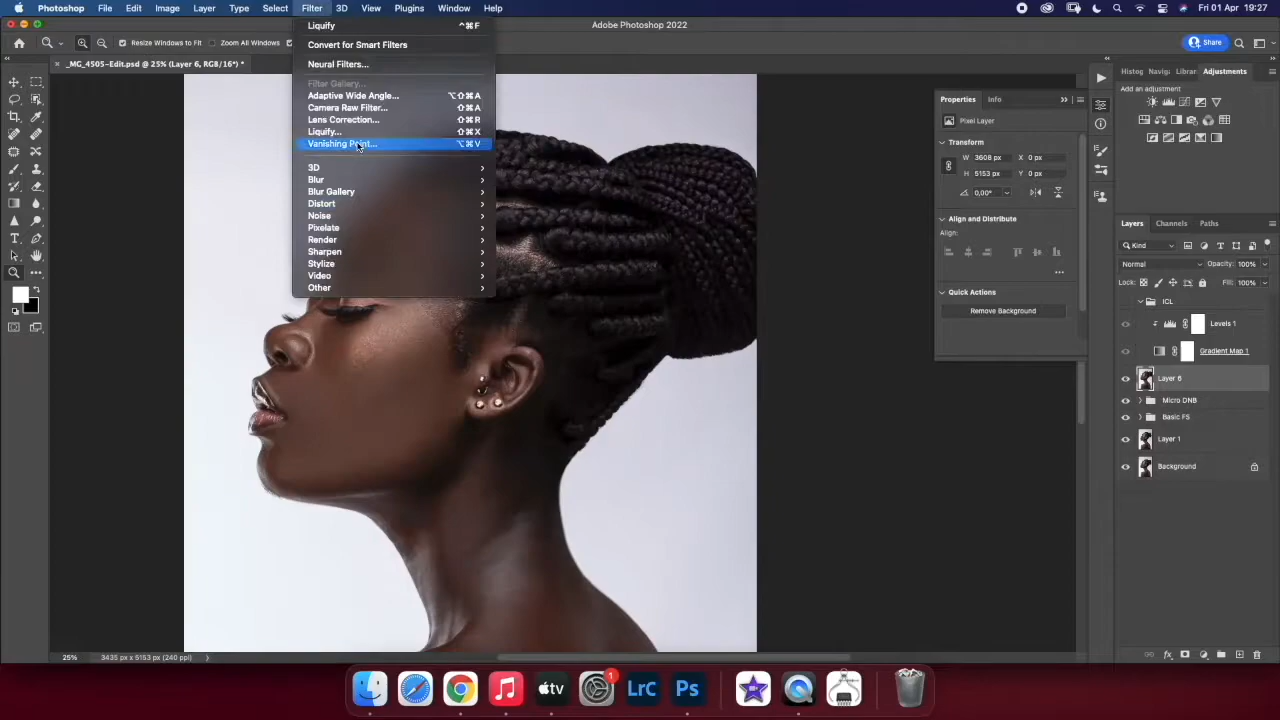 Photoshop File Edit Image Layer Type Select Filter 3D View Plugins Window Help Fri 01 Apr 19:27
Adobe Photoshop 2022
Resize Windows to Fit Zoom All Windows Share
_MG_4505-Edit.psd @ 25% (Layer 6, RGB/16*) *
Liquify ^⌘F
Convert for Smart Filters
Neural Filters...
Filter Gallery...
Adaptive Wide Angle... ⌥⇧⌘A
Camera Raw Filter... ⇧⌘A
Lens Correction... ⇧⌘R
Liquify... ⇧⌘X
Vanishing Point... ⌥⌘V
3D
Blur
Blur Gallery
Distort
Noise
Pixelate
Render
Sharpen
Stylize
Video
Other
Properties Info
Pixel Layer
Transform
W 3608 px X 0 px
H 5153 px Y 0 px
0,00°
Align and Distribute
Align:
Quick Actions
Remove Background
Histog Navig Librar Adjustments
Add an adjustment
Layers Channels Paths
Kind
Normal Opacity: 100%
Lock: Fill: 100%
ICL
Levels 1
Gradient Map 1
Layer 6
Micro DNB
Basic FS
Layer 1
Background
25% 3435 px x 5153 px (240 ppi)
tv 1 LrC Ps